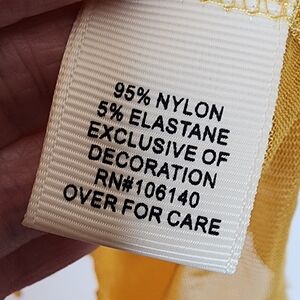 95% NYLON
5% ELASTANE
EXCLUSIVE OF
DECORATION
RN#106140
OVER FOR CARE